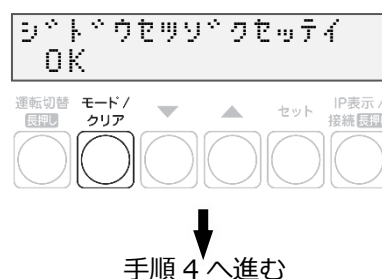 ジドウセツゾクセッテイ
OK
運転切替 モード / ▼ ▲ セット IP表示 /
長押し クリア 接続 長押し
手順 4 へ進む